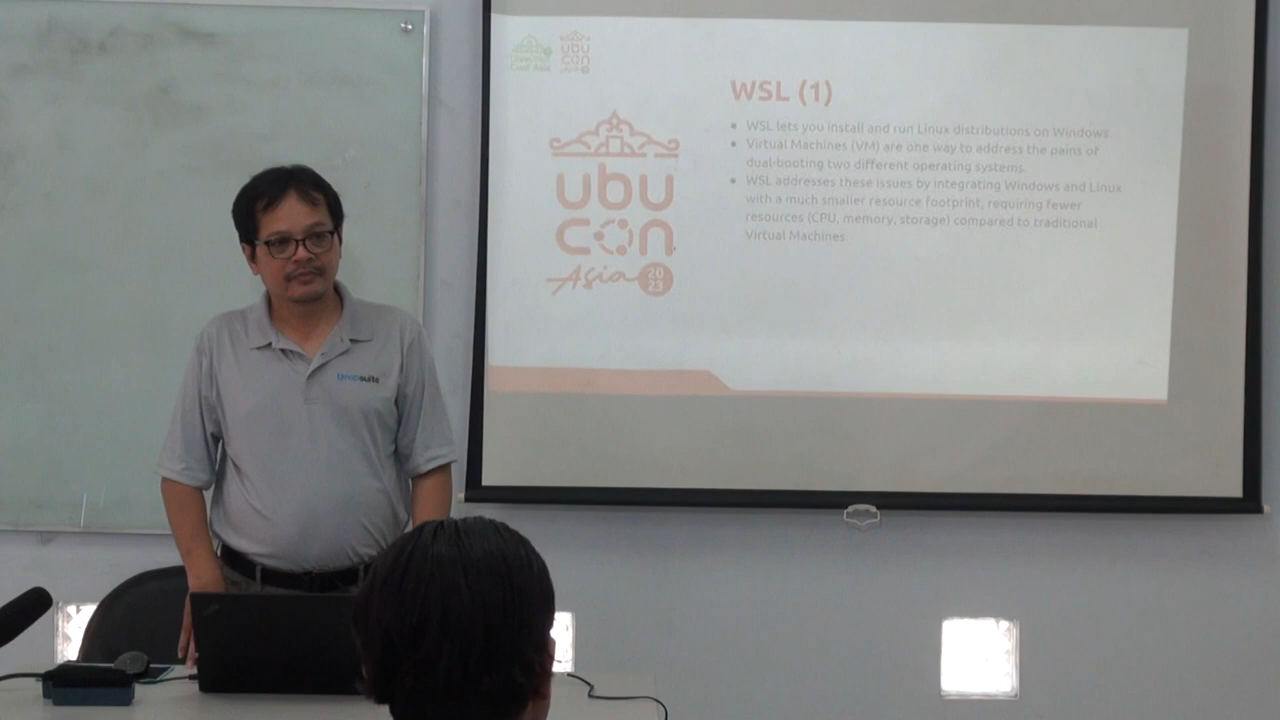 WSL (1)
WSL lets you install and run Linux distributions on Windows
Virtual Machines (VM) are one way to address the pains of
dual-booting two different operating systems.
WSL addresses these issues by integrating Windows and Linux
with a much smaller resource footprint, requiring fewer
resources (CPU, memory, storage) compared to traditional
Virtual Machines.
ubu
con
Asia
20
23
ubu
con
Asia